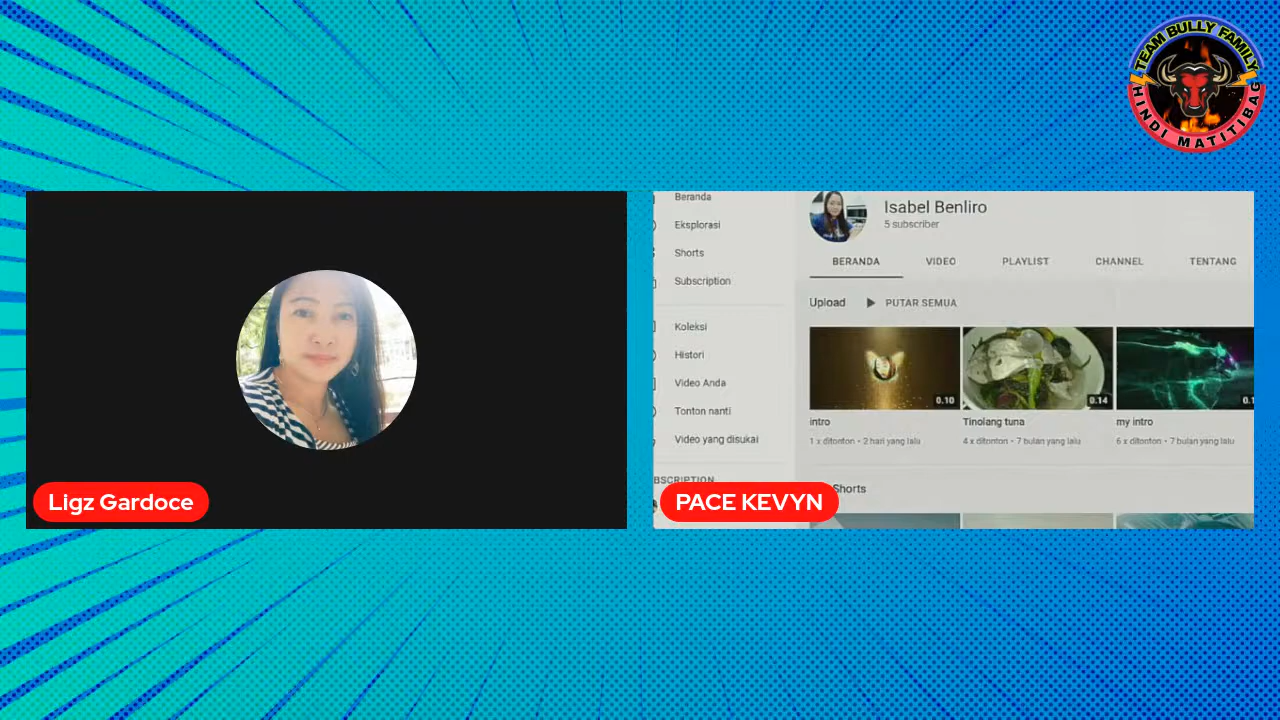 TEAM BULLY FAMILY
HINDI MATITIBAG
Ligz Gardoce
Beranda
Eksplorasi
Shorts
Subscription
Koleksi
Histori
Video Anda
Tonton nanti
Video yang disukai
BSCRIPTION
PACE KEVYN
Isabel Benliro
5 subscriber
BERANDA VIDEO PLAYLIST CHANNEL TENTANG
Upload PUTAR SEMUA
0.10 0.14 0.1
intro Tinolang tuna my intro
1 x ditonton • 2 hari yang lalu 4 x ditonton • 7 bulan yang lalu 6 x ditonton • 7 bulan yang lalu
Shorts